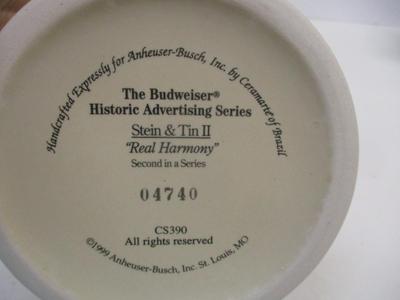 Handcrafted Expressly for Anheuser-Busch, Inc. by Ceramarte of Brazil
The Budweiser®
Historic Advertising Series
Stein & Tin II
"Real Harmony"
Second in a Series
04740
CS390
All rights reserved
©1999 Anheuser-Busch, Inc. St. Louis, MO